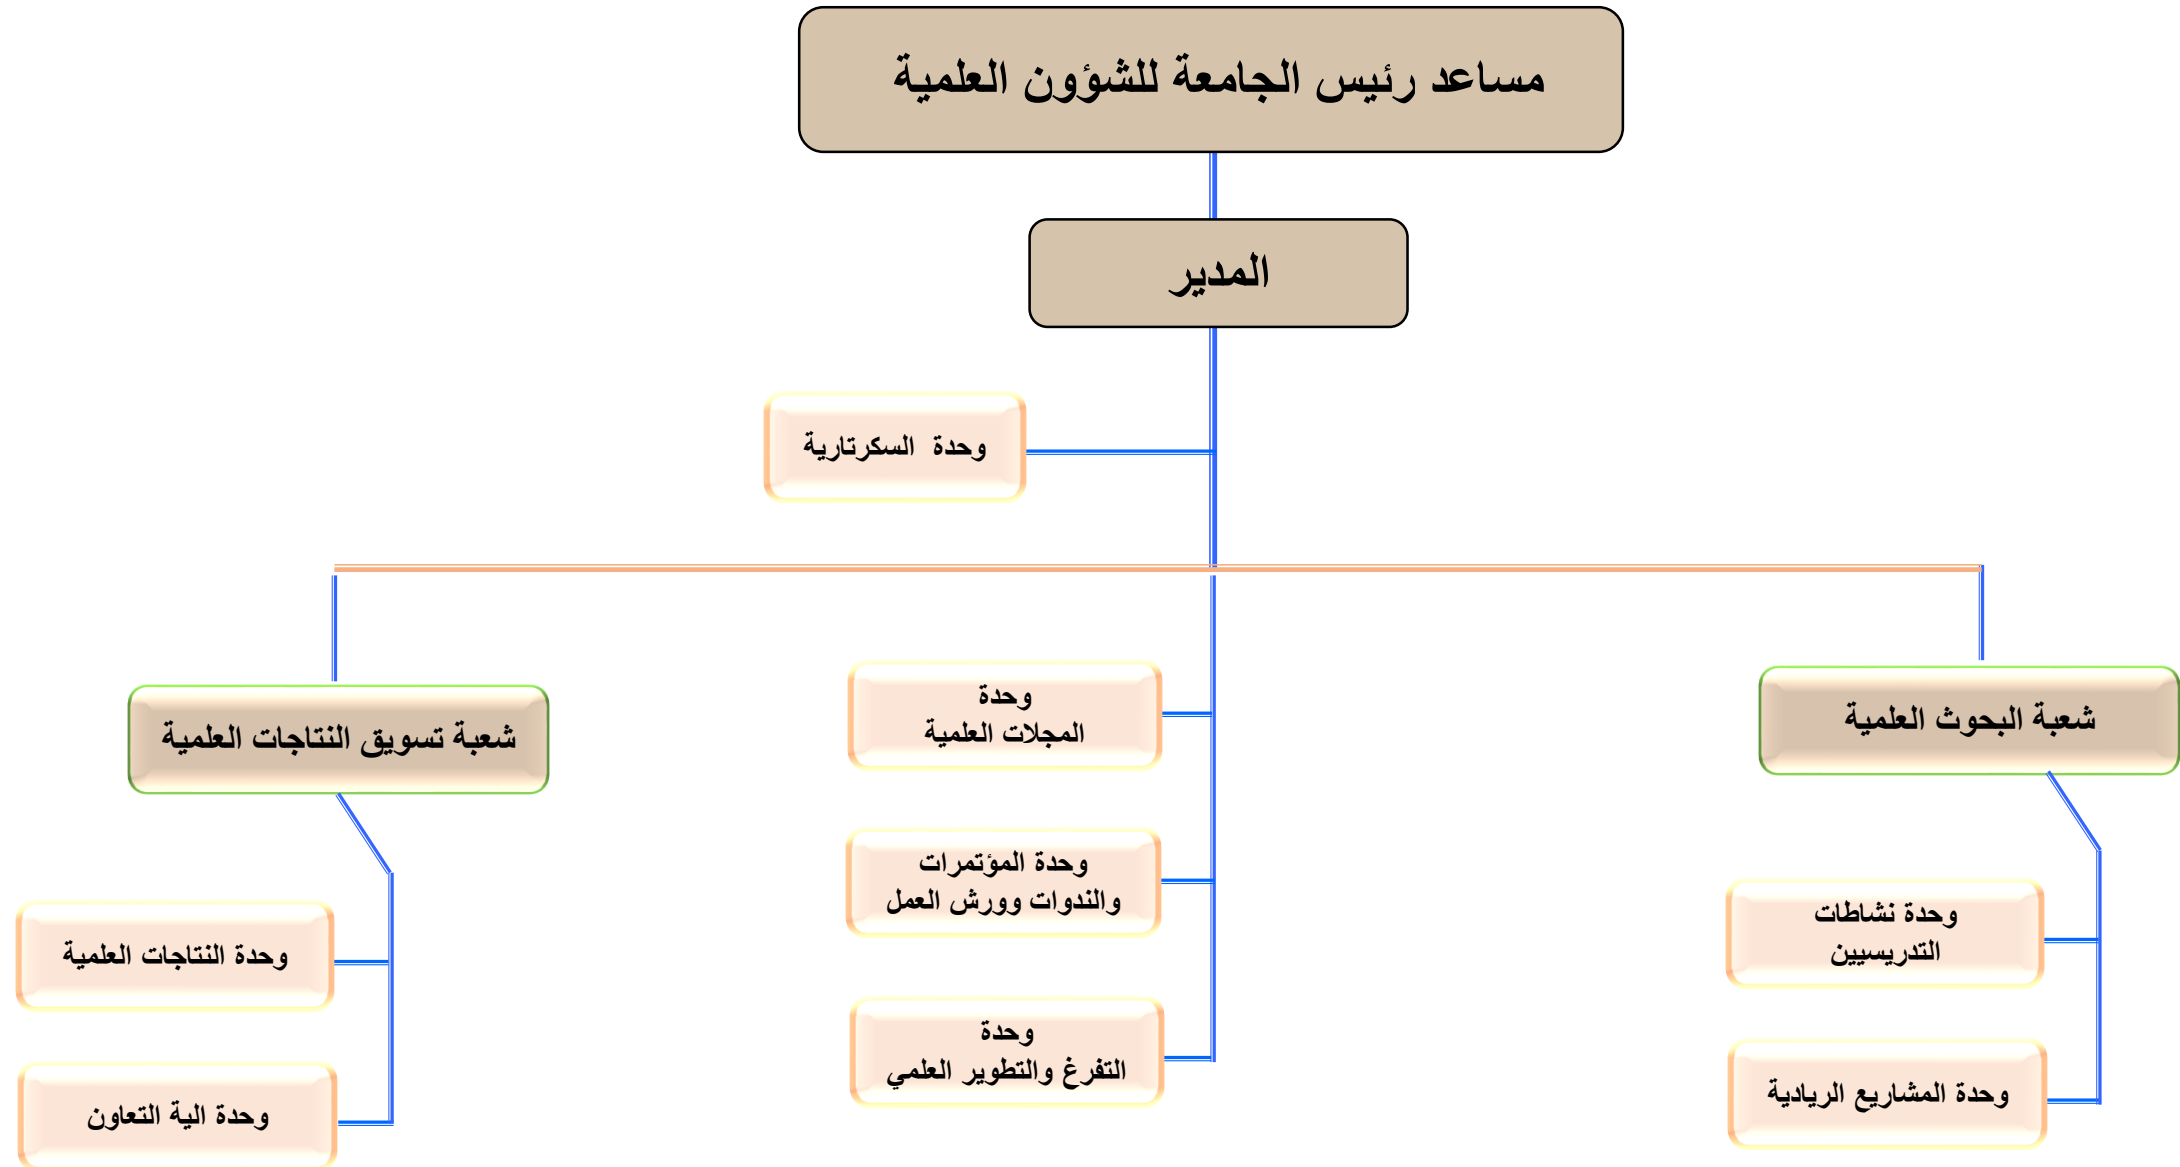 مساعد رئيس الجامعة للشؤون العلمية
المدير
وحدة السكرتارية
شعبة البحوث العلمية
وحدة نشاطات
التدريسيين
وحدة المشاريع الريادية
وحدة
المجلات العلمية
وحدة المؤتمرات
والندوات وورش العمل
وحدة
التفرغ والتطوير العلمي
شعبة تسويق النتاجات العلمية
وحدة النتاجات العلمية
وحدة الية التعاون